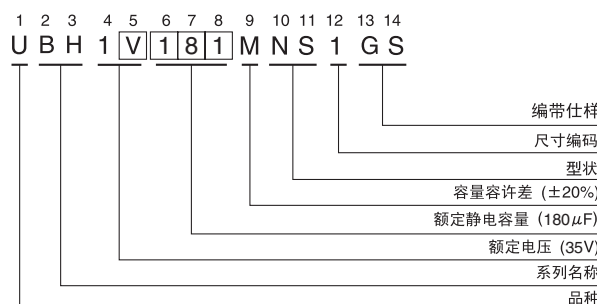 1 2 3 4 5 6 7 8 9 10 11 12 13 14
U B H 1 V 1 8 1 M N S 1 G S
编带仕样
尺寸编码
型状
容量容许差 (±20%)
额定静电容量 (180μF)
额定电压 (35V)
系列名称
品种